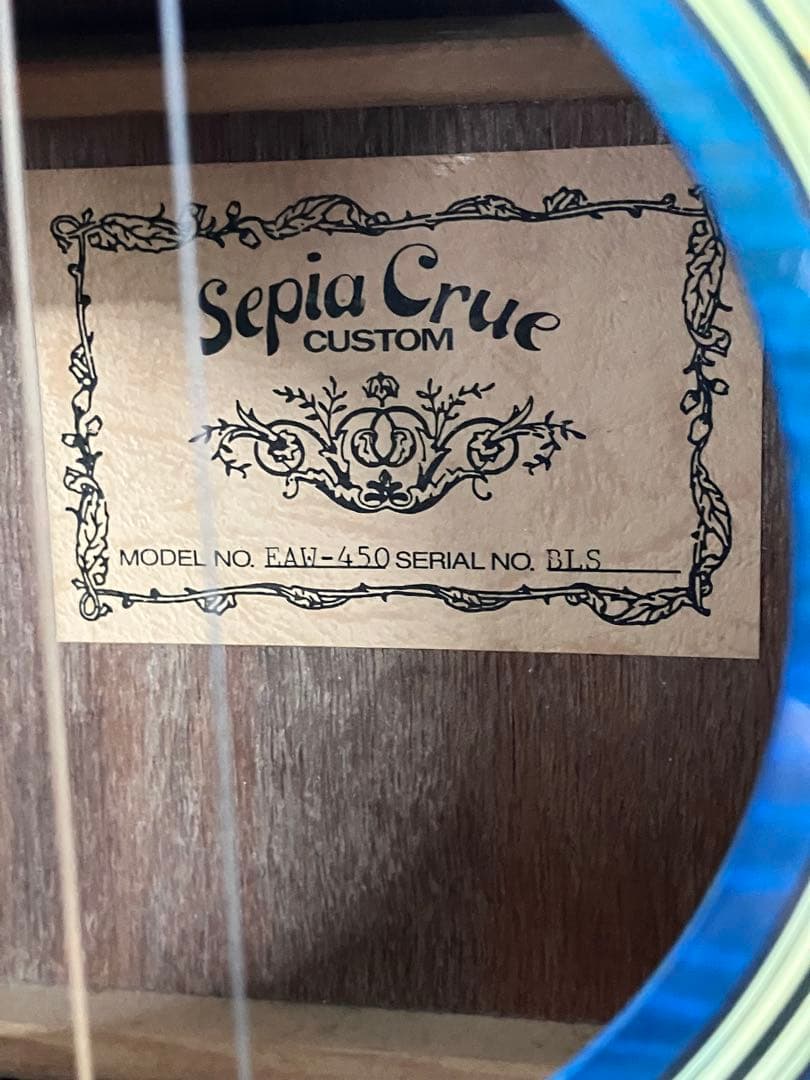 Sepia Crue
CUSTOM
MODEL NO. EAW-450 SERIAL NO. BLS